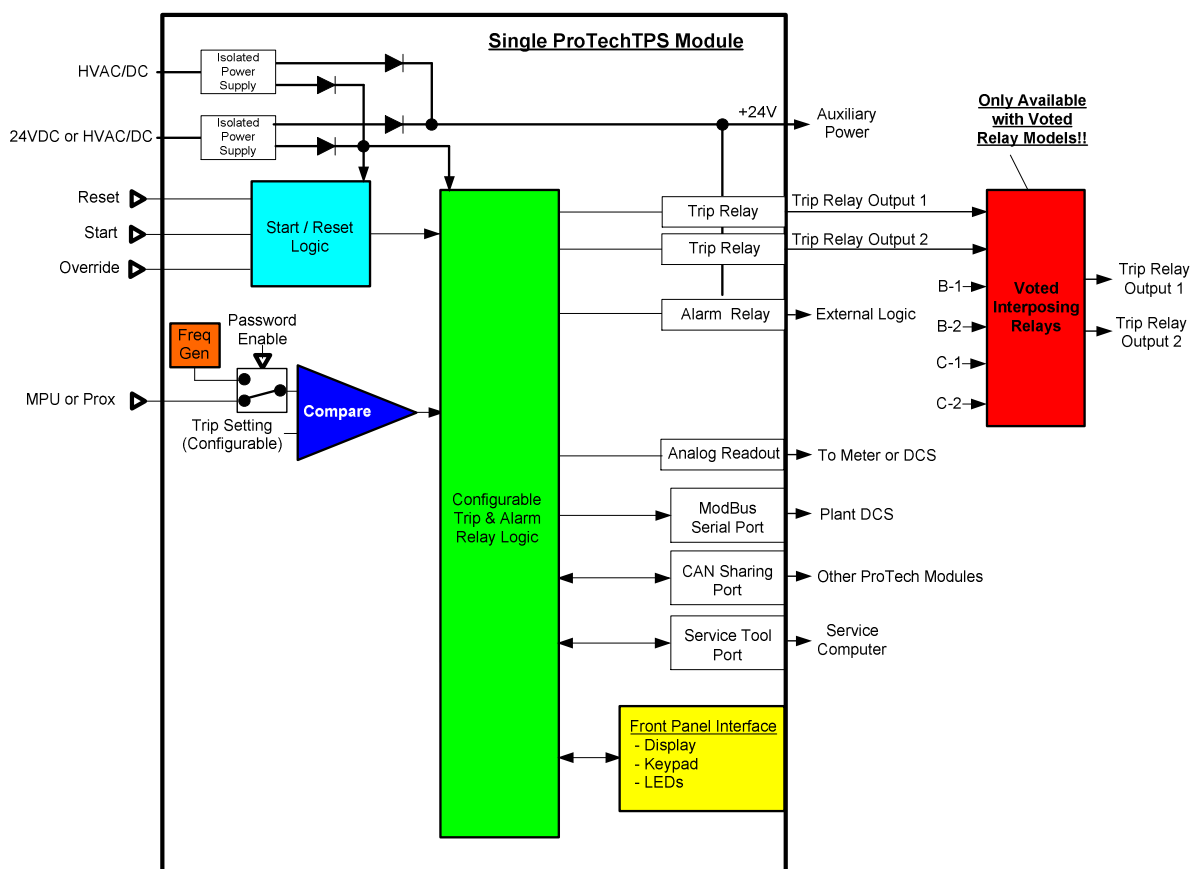 Single ProTechTPS Module
HVAC/DC
Isolated
Power
Supply
24VDC or HVAC/DC
Isolated
Power
Supply
+24V
Auxiliary
Power
Only Available
with Voted
Relay Models!!
Reset
Start
Override
Start / Reset
Logic
Trip Relay
Trip Relay Output 1
Trip Relay
Trip Relay Output 2
Alarm Relay
External Logic
B-1
B-2
C-1
C-2
Voted
Interposing
Relays
Trip Relay
Output 1
Trip Relay
Output 2
Freq
Gen
Password
Enable
MPU or Prox
Trip Setting
(Configurable)
Compare
Configurable
Trip & Alarm
Relay Logic
Analog Readout
To Meter or DCS
ModBus
Serial Port
Plant DCS
CAN Sharing
Port
Other ProTech Modules
Service Tool
Port
Service
Computer
Front Panel Interface
- Display
- Keypad
- LEDs